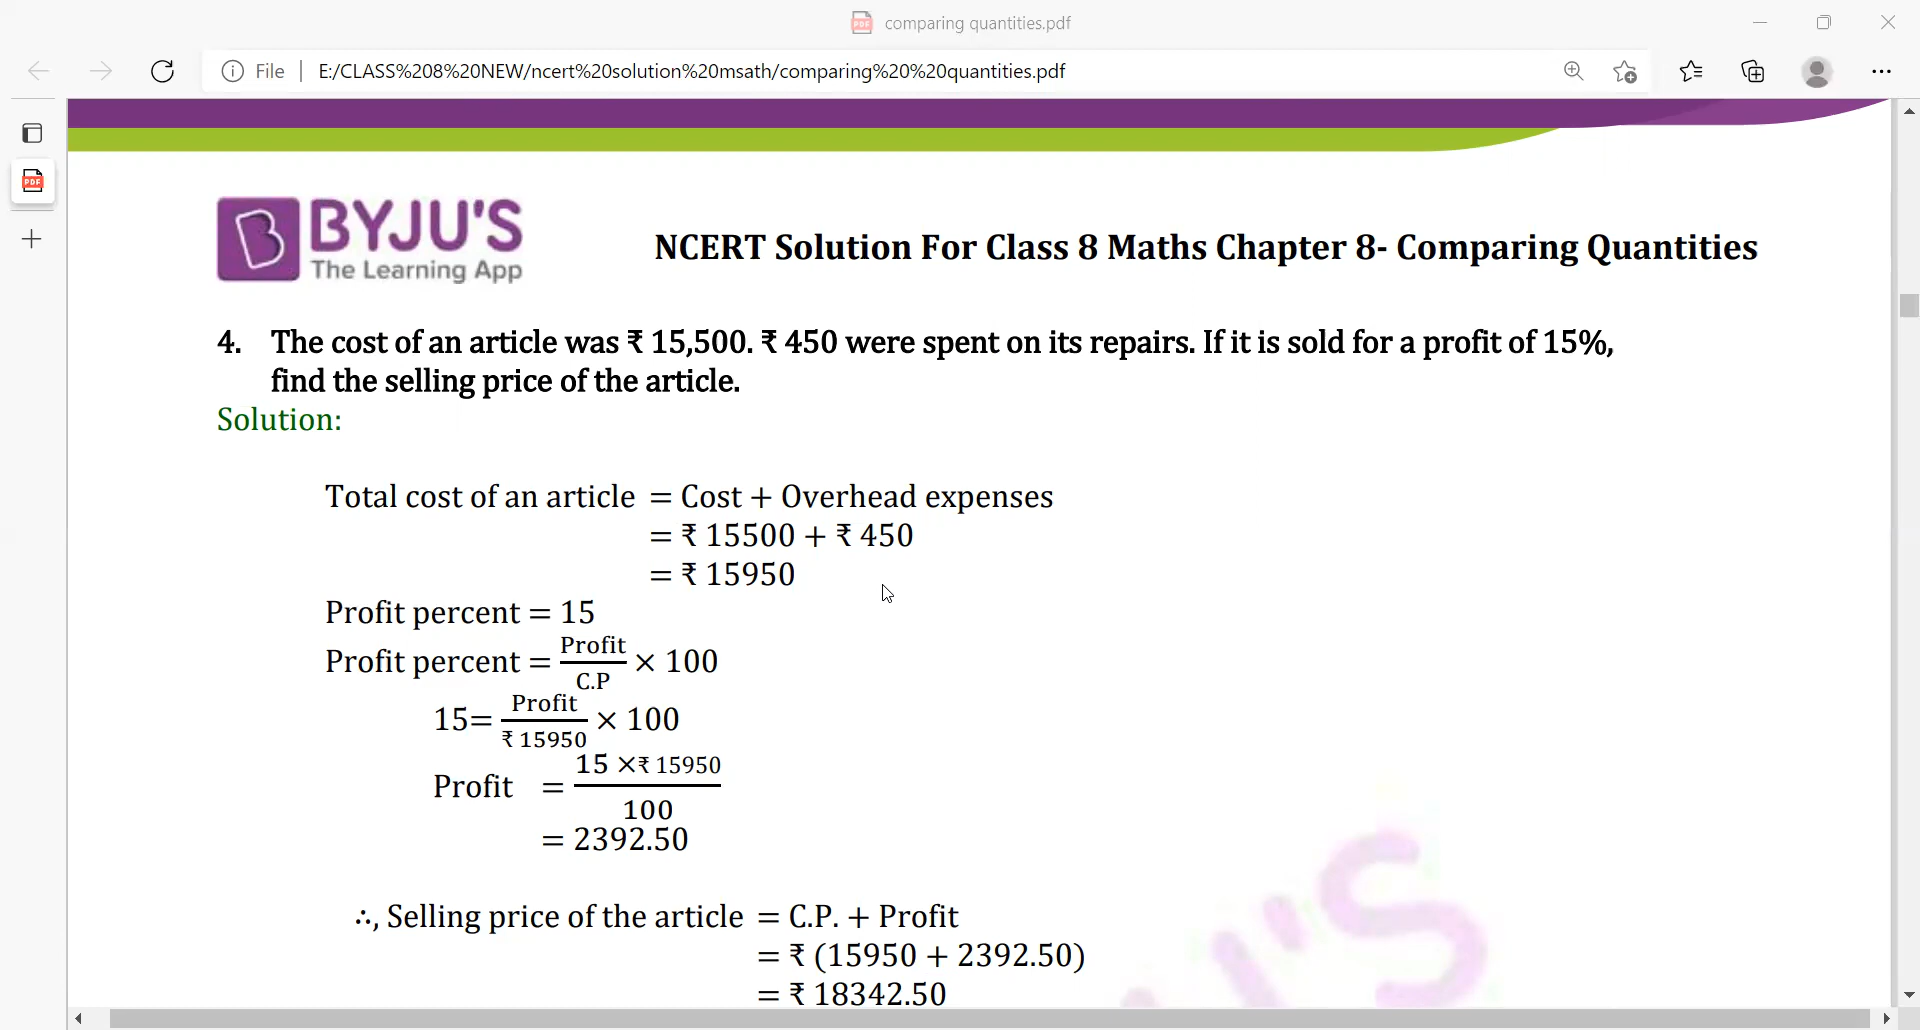 comparing quantities.pdf
File | E:/CLASS%208%20NEW/ncert%20solution%20msath/comparing%20%20quantities.pdf
PDF
BYJU'S
The Learning App
NCERT Solution For Class 8 Maths Chapter 8- Comparing Quantities
4. The cost of an article was ₹ 15,500. ₹ 450 were spent on its repairs. If it is sold for a profit of 15%,
find the selling price of the article.
Solution:
Total cost of an article = Cost + Overhead expenses
= ₹ 15500 + ₹ 450
= ₹ 15950
Profit percent = 15
Profit percent = Profit/C.P × 100
15= Profit/₹ 15950 × 100
Profit = 15 ×₹ 15950/100
= 2392.50
∴, Selling price of the article = C.P. + Profit
= ₹ (15950 + 2392.50)
= ₹ 18342.50
'S